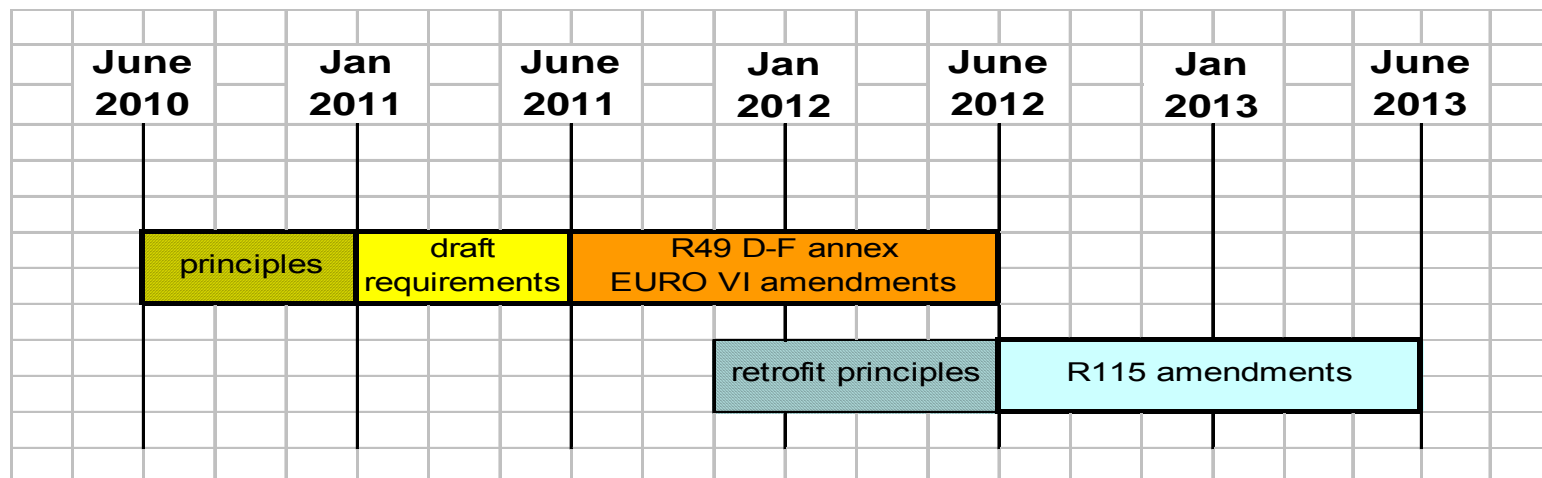 June 2010
Jan 2011
June 2011
Jan 2012
June 2012
Jan 2013
June 2013
principles
draft
requirements
R49 D-F annex
EURO VI amendments
retrofit principles
R115 amendments